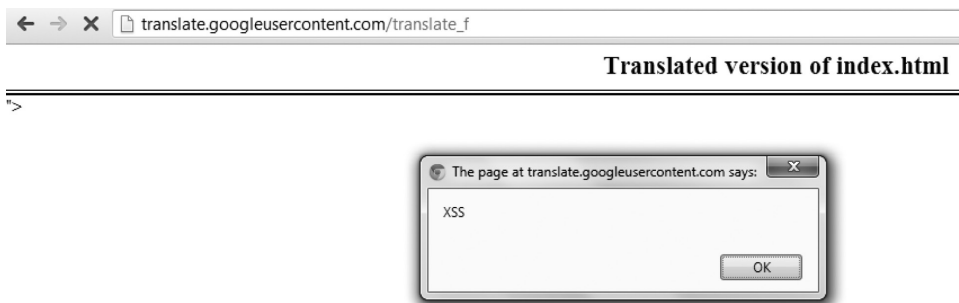 translate.googleusercontent.com/translate_f
Translated version of index.html
">
The page at translate.googleusercontent.com says:
XSS
OK